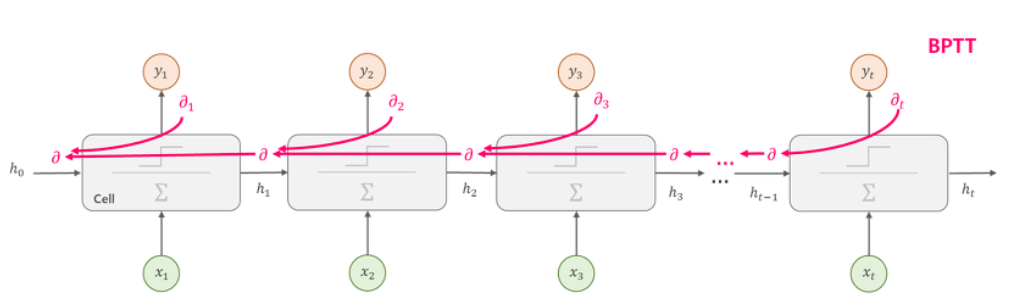 BPTT
y₁ y₂ y₃ yₜ
∂₁ ∂₂ ∂₃ ∂ₜ
∂ ∂ ∂ ∂ ... ∂
h₀ h₁ h₂ h₃ ... hₜ₋₁ hₜ
Cell Σ Σ Σ Σ
x₁ x₂ x₃ xₜ